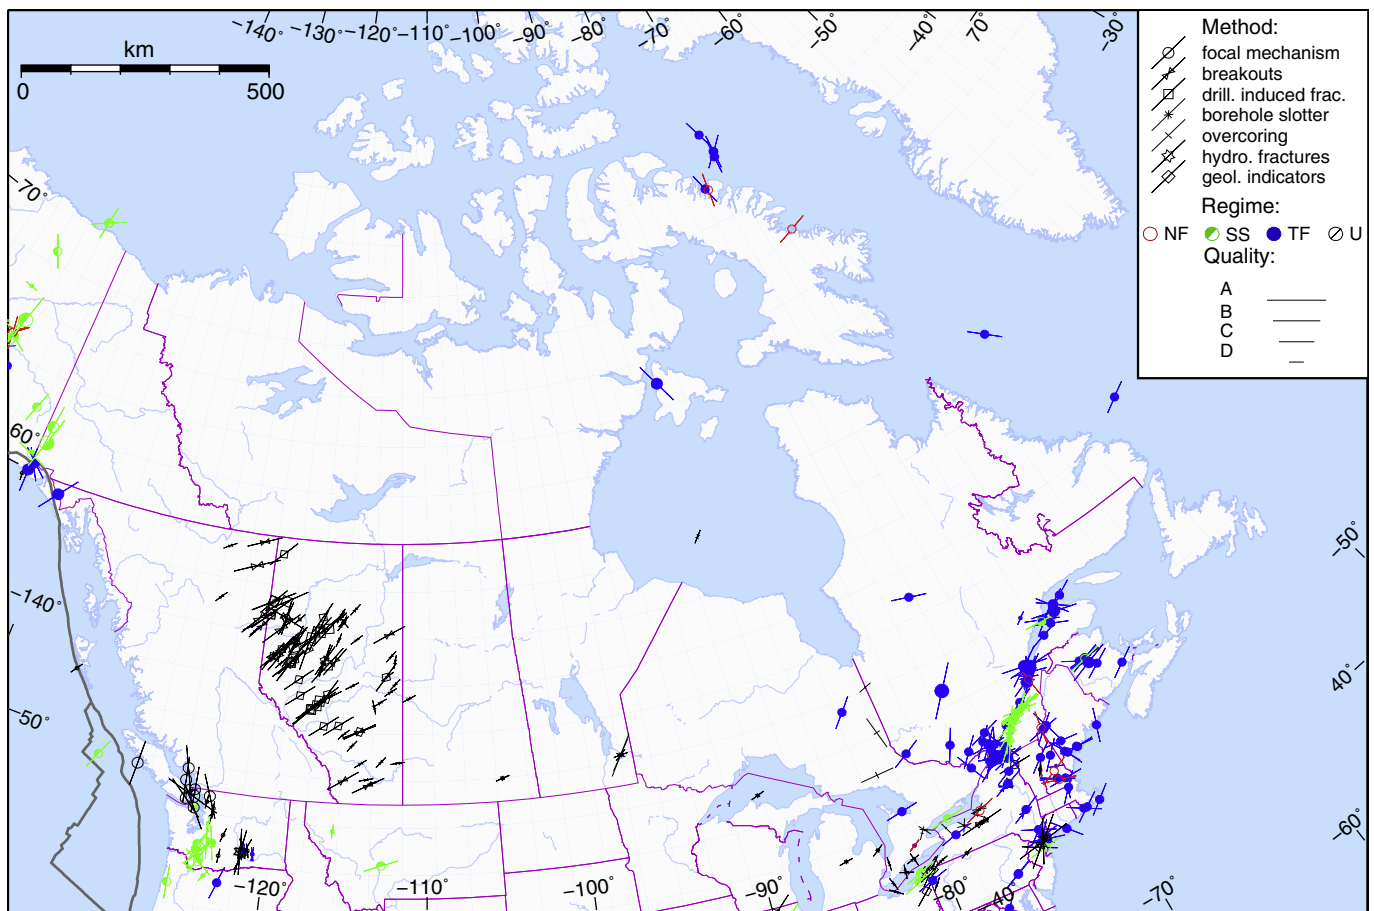 −140° −130° −120° −110° −100° −90° −80° −70° −60° −50° −40° 70° −30°
km
0 500
Method:
focal mechanism
breakouts
drill. induced frac.
borehole slotter
overcoring
hydro. fractures
geol. indicators
Regime:
NF SS TF U
Quality:
A
B
C
D
−70°
60°
−50°
−140°
40°
−50°
−60°
−120° −110° −100° −90° −80° 40° −70°